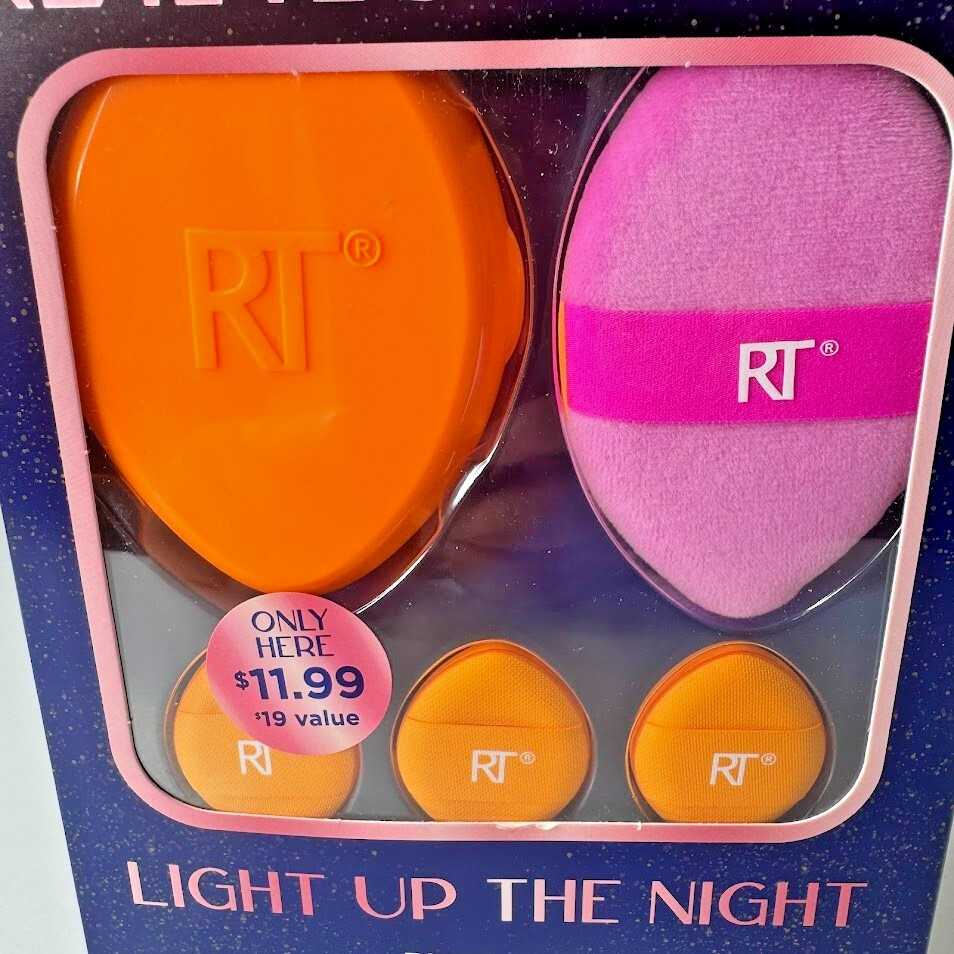 RT®
RT®
ONLY
HERE
$11.99
$19 value
RT
RT®
RT®
LIGHT UP THE NIGHT